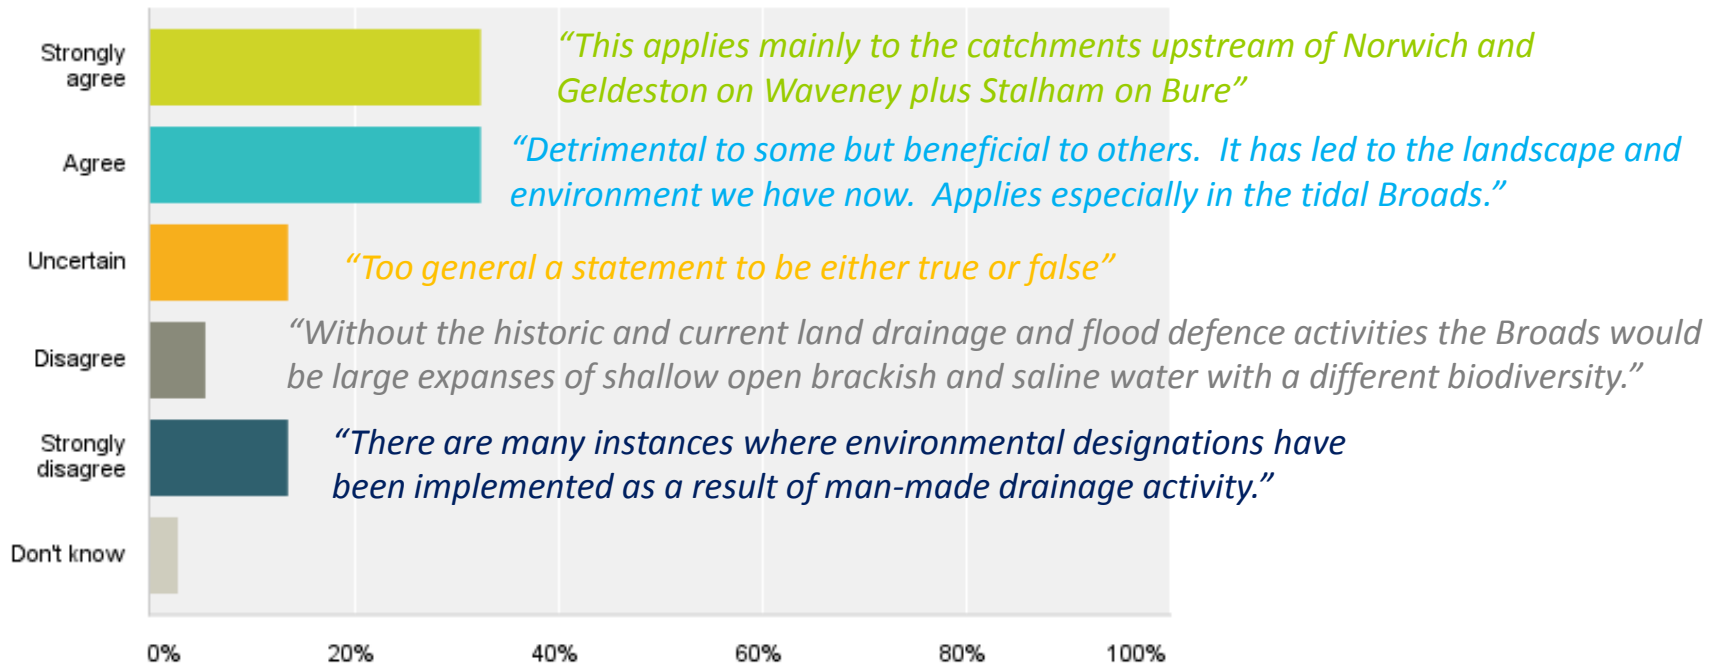 Strongly
agree
“This applies mainly to the catchments upstream of Norwich and
Geldeston on Waveney plus Stalham on Bure”
Agree
“Detrimental to some but beneficial to others.  It has led to the landscape and
environment we have now.  Applies especially in the tidal Broads.”
Uncertain
“Too general a statement to be either true or false”
Disagree
“Without the historic and current land drainage and flood defence activities the Broads would
be large expanses of shallow open brackish and saline water with a different biodiversity.”
Strongly
disagree
“There are many instances where environmental designations have
been implemented as a result of man-made drainage activity.”
Don't know
0% 20% 40% 60% 80% 100%